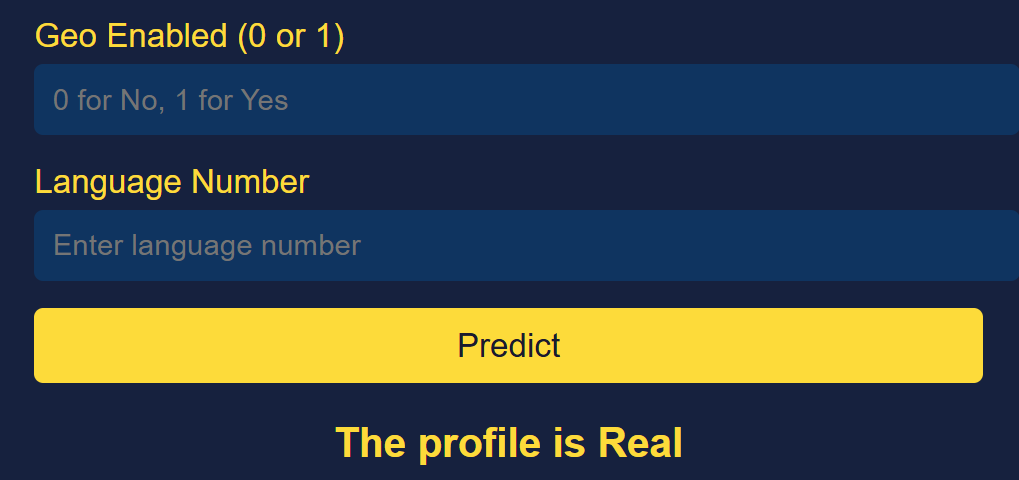 Geo Enabled (0 or 1)
0 for No, 1 for Yes
Language Number
Enter language number
Predict
The profile is Real